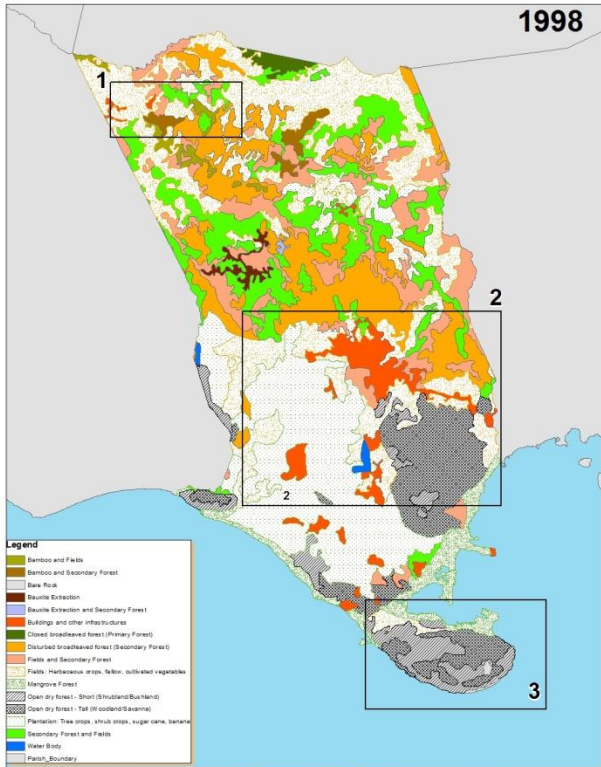 1998
1
2
2
3
Legend
Bamboo and Fields
Bamboo and Secondary Forest
Bare Rock
Bauxite Extraction
Bauxite Extraction and Secondary Forest
Buildings and other infrastructures
Closed broadleaved forest (Primary Forest)
Disturbed broadleaved forest (Secondary Forest)
Fields and Secondary Forest
Fields: Herbaceous crops, fallow, cultivated vegetables
Mangrove Forest
Open dry forest - Short (Shrubland/Bushland)
Open dry forest - Tall (Woodland/Savanna)
Plantation: Tree crops, shrub crops, sugar cane, banana
Secondary Forest and Fields
Water Body
Parish_Boundary